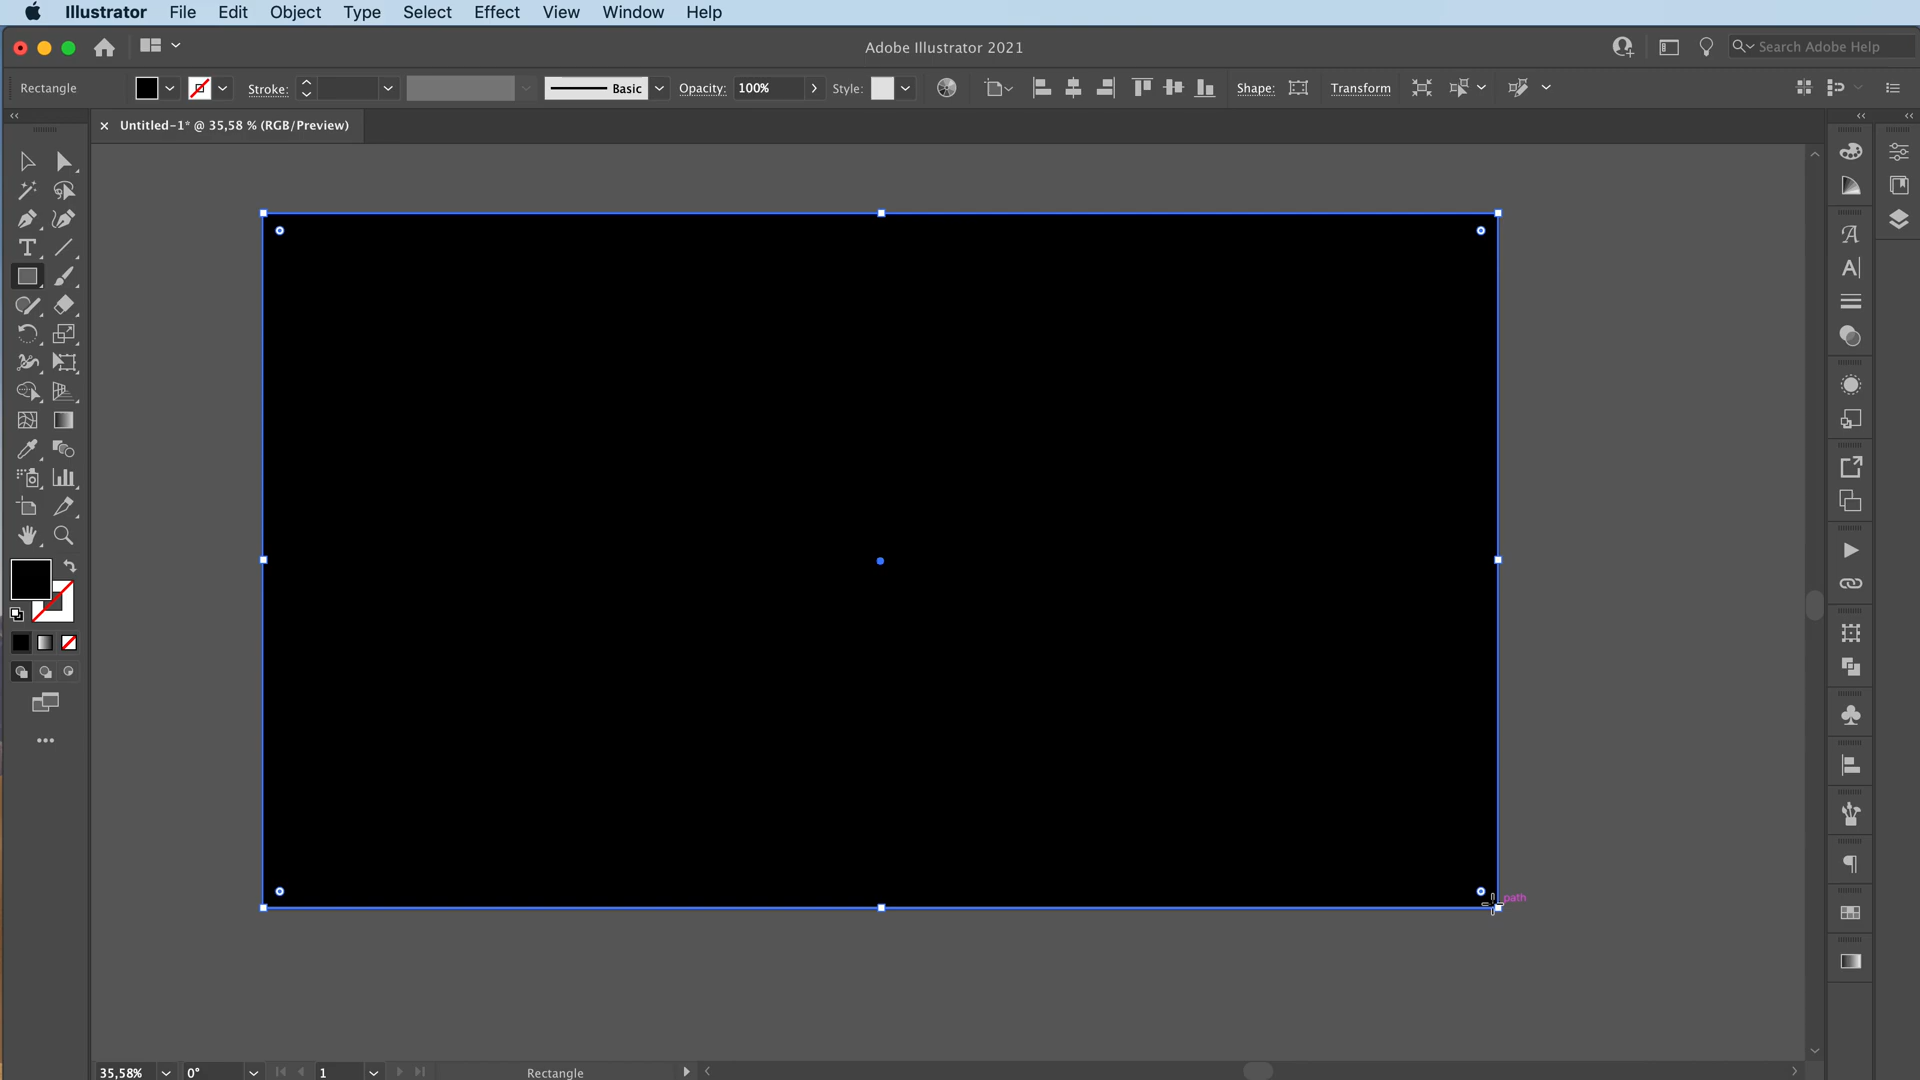 Illustrator File Edit Object Type Select Effect View Window Help
Adobe Illustrator 2021
Search Adobe Help
Rectangle
Stroke:
Basic
Opacity: 100%
Style:
Shape:
Transform
Untitled-1* @ 35,58 % (RGB/Preview)
path
35,58%
0°
1
Rectangle